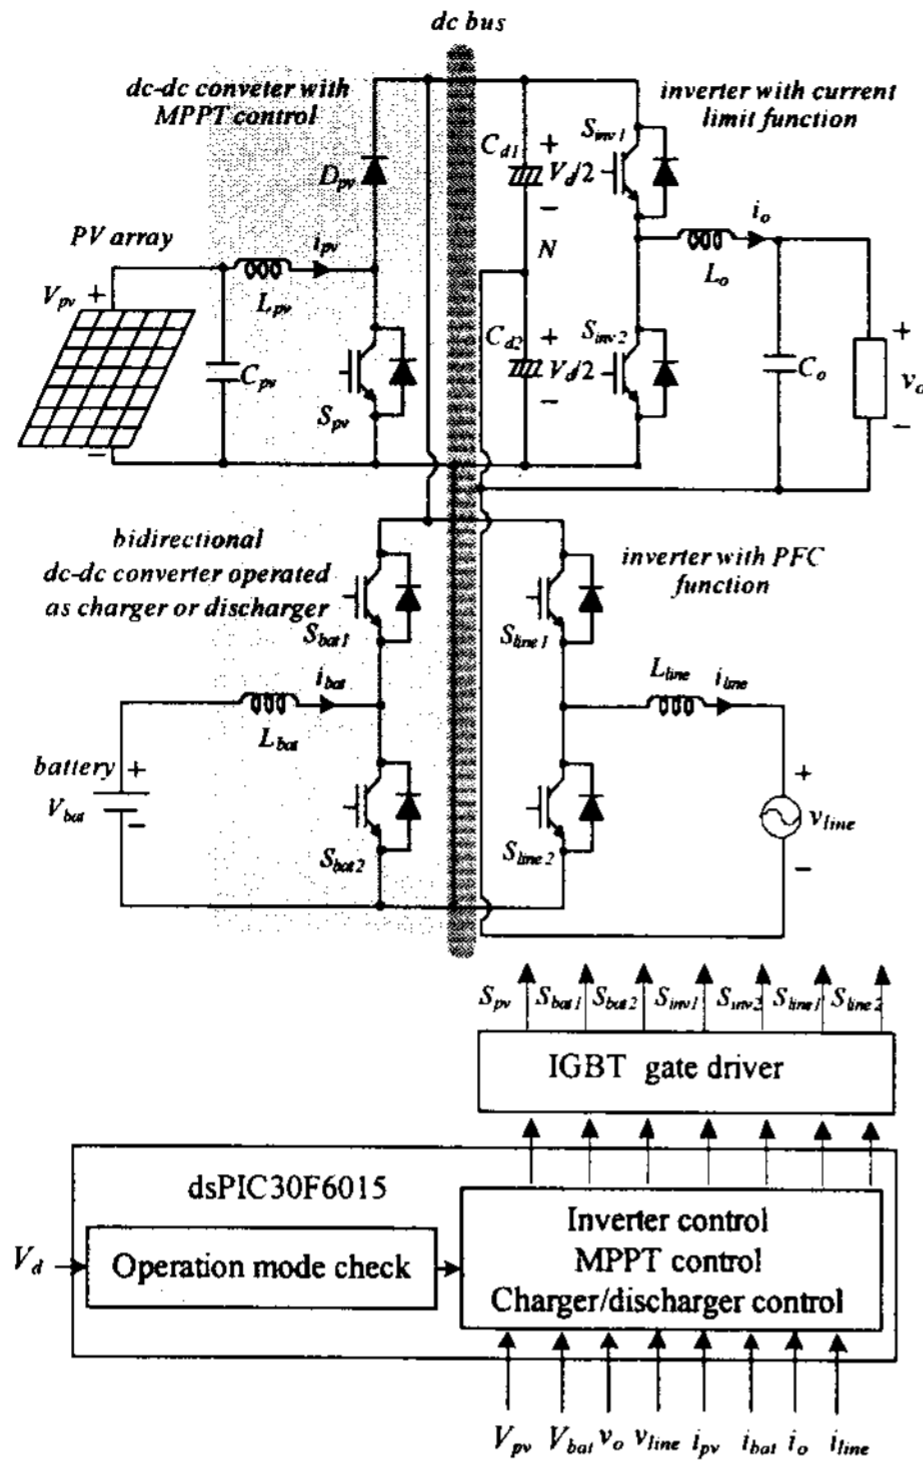 dc bus
dc-dc conveter with
MPPT control
inverter with current
limit function
S_inv1
C_d1
+
V_d/2
−
D_pv
i_o
PV array
i_pv
N
L_o
V_pv
+
L_pv
S_inv2
C_d2
+
V_d/2
−
C_pv
S_pv
C_o
+
v_o
−
−
bidirectional
dc-dc converter operated
as charger or discharger
inverter with PFC
function
S_bat1
S_line1
L_line
i_line
i_bat
L_bat
battery
+
V_bat
−
+
v_line
−
S_bat2
S_line2
S_pv S_bat1 S_bat2 S_inv1 S_inv2 S_line1 S_line2
IGBT gate driver
dsPIC30F6015
Inverter control
V_d
Operation mode check
MPPT control
Charger/discharger control
V_pv V_bat v_o v_line i_pv i_bat i_o i_line